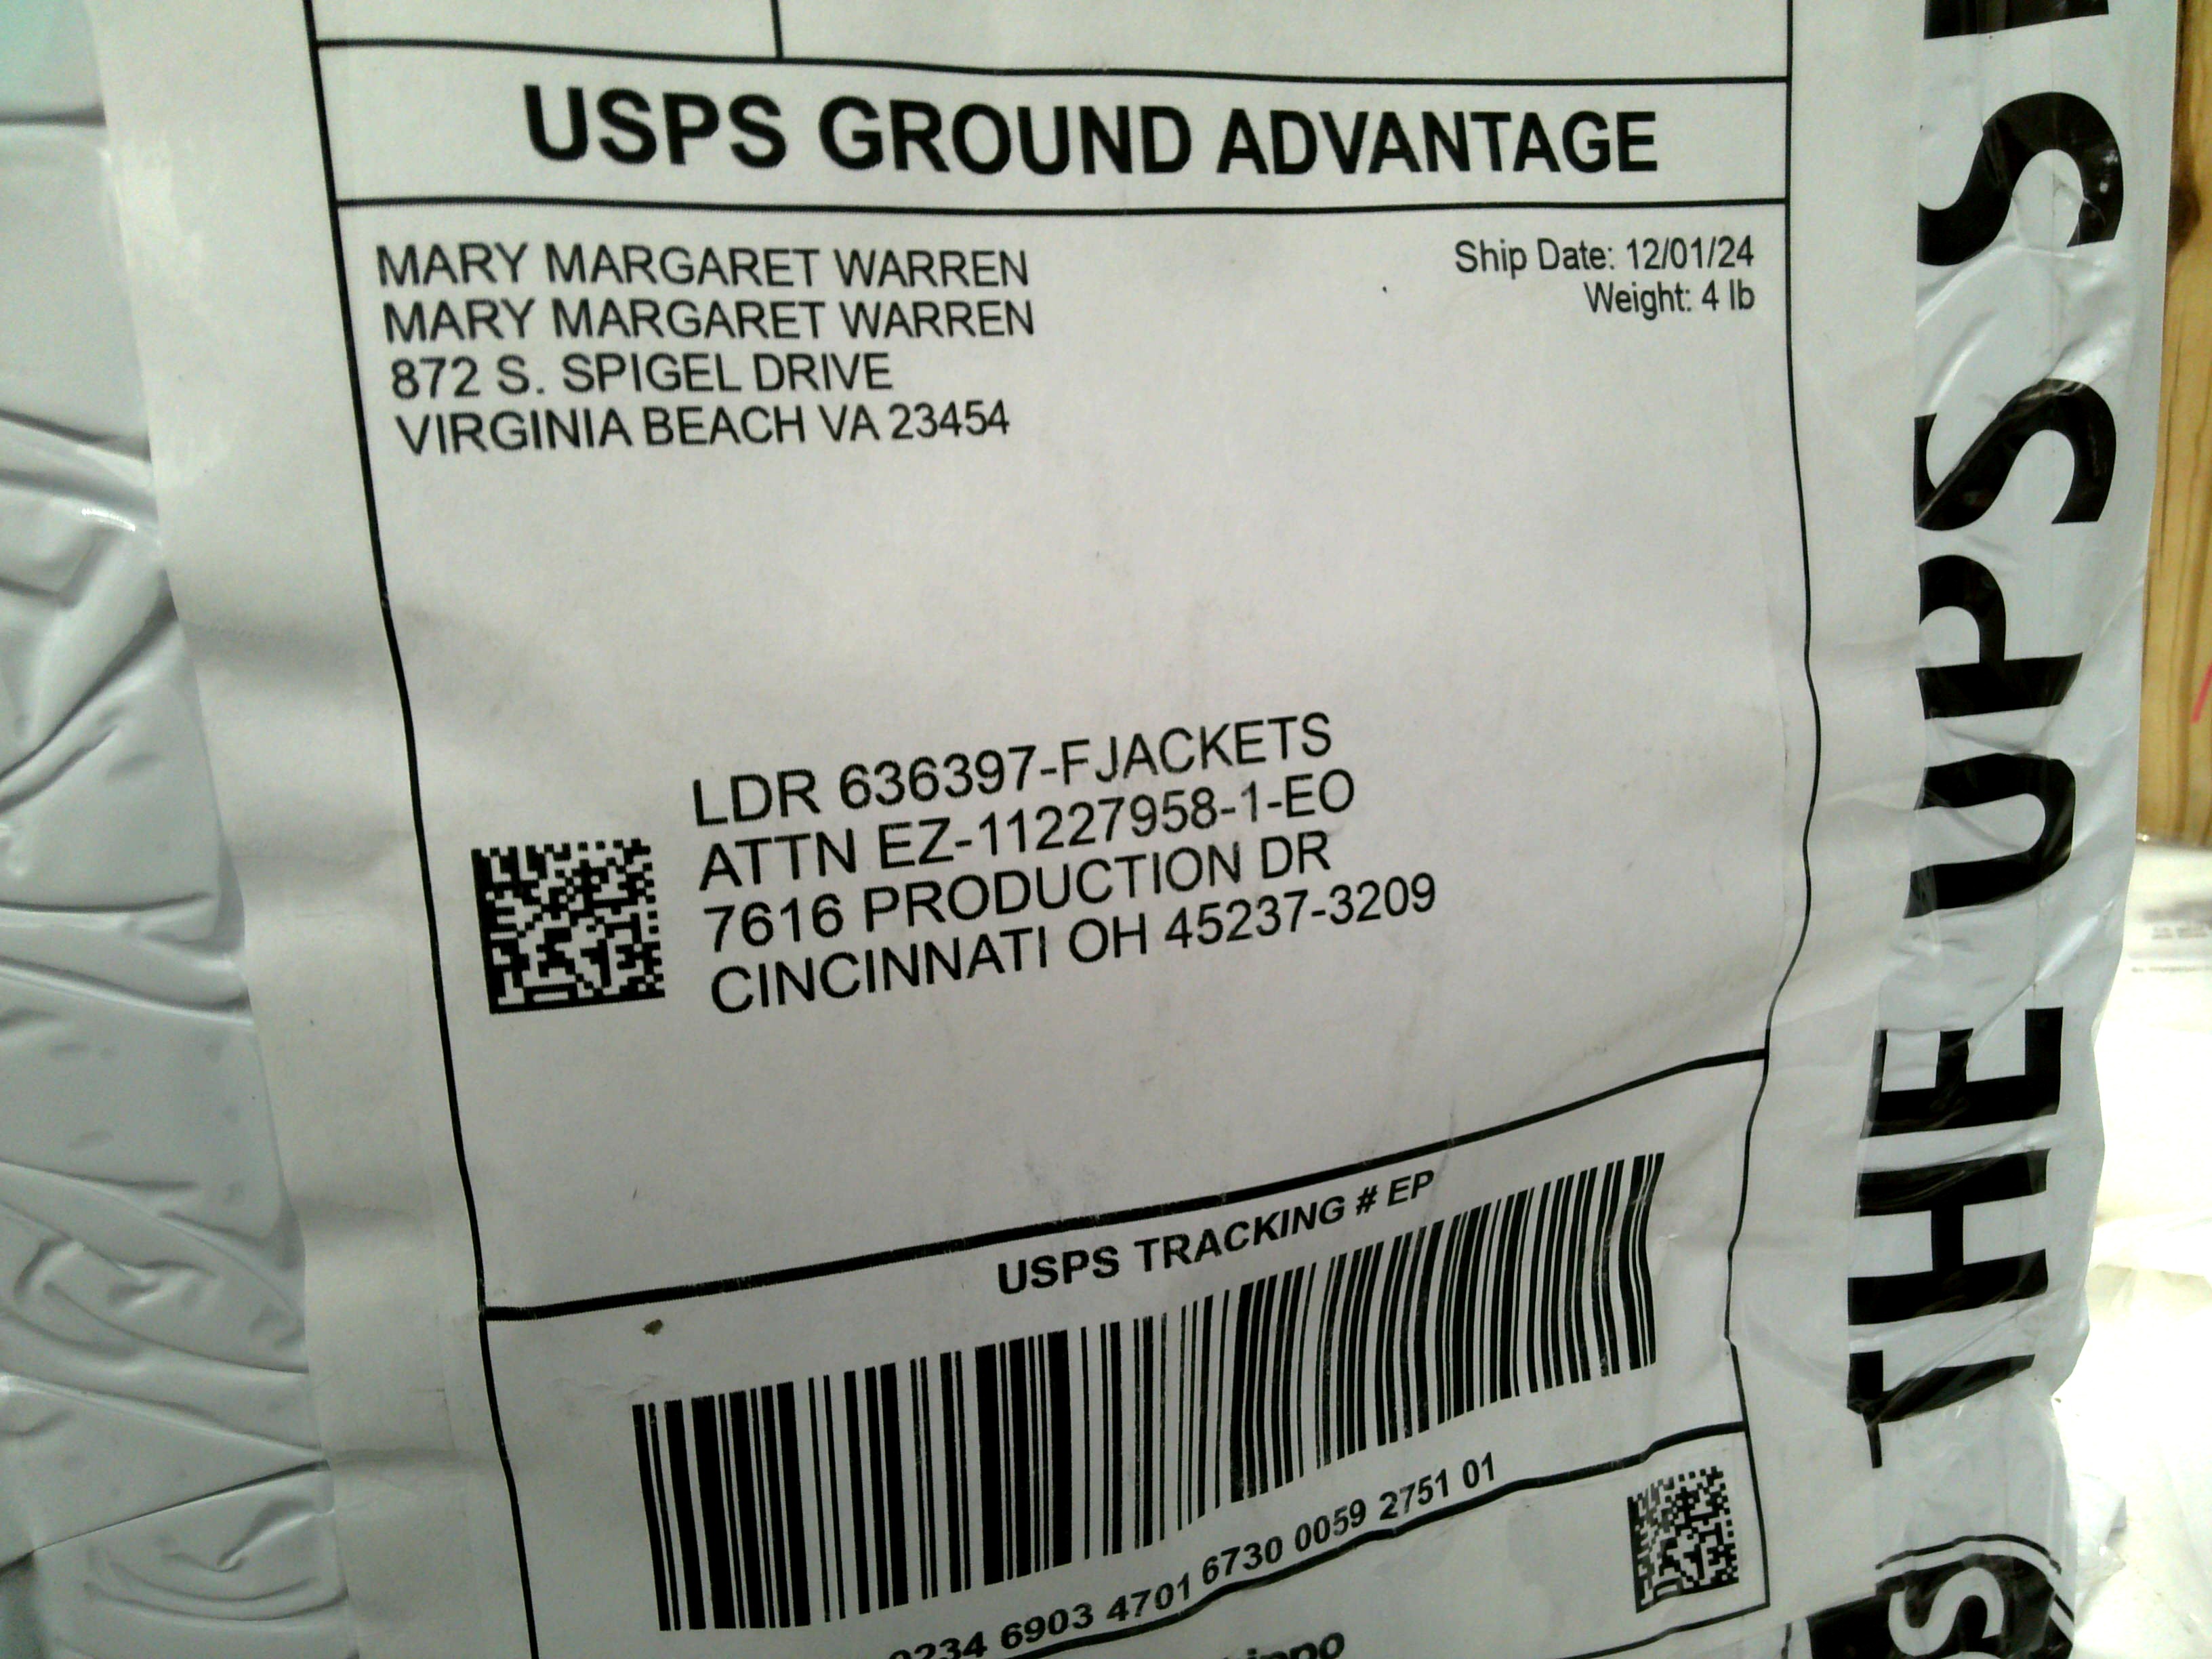 USPS GROUND ADVANTAGE
MARY MARGARET WARREN
MARY MARGARET WARREN
872 S. SPIGEL DRIVE
VIRGINIA BEACH VA 23454
Ship Date: 12/01/24
Weight: 4 lb
LDR 636397-FJACKETS
ATTN EZ-11227958-1-EO
7616 PRODUCTION DR
CINCINNATI OH 45237-3209
USPS TRACKING # EP
9234 6903 4701 6730 0059 2751 01
THE UPS S